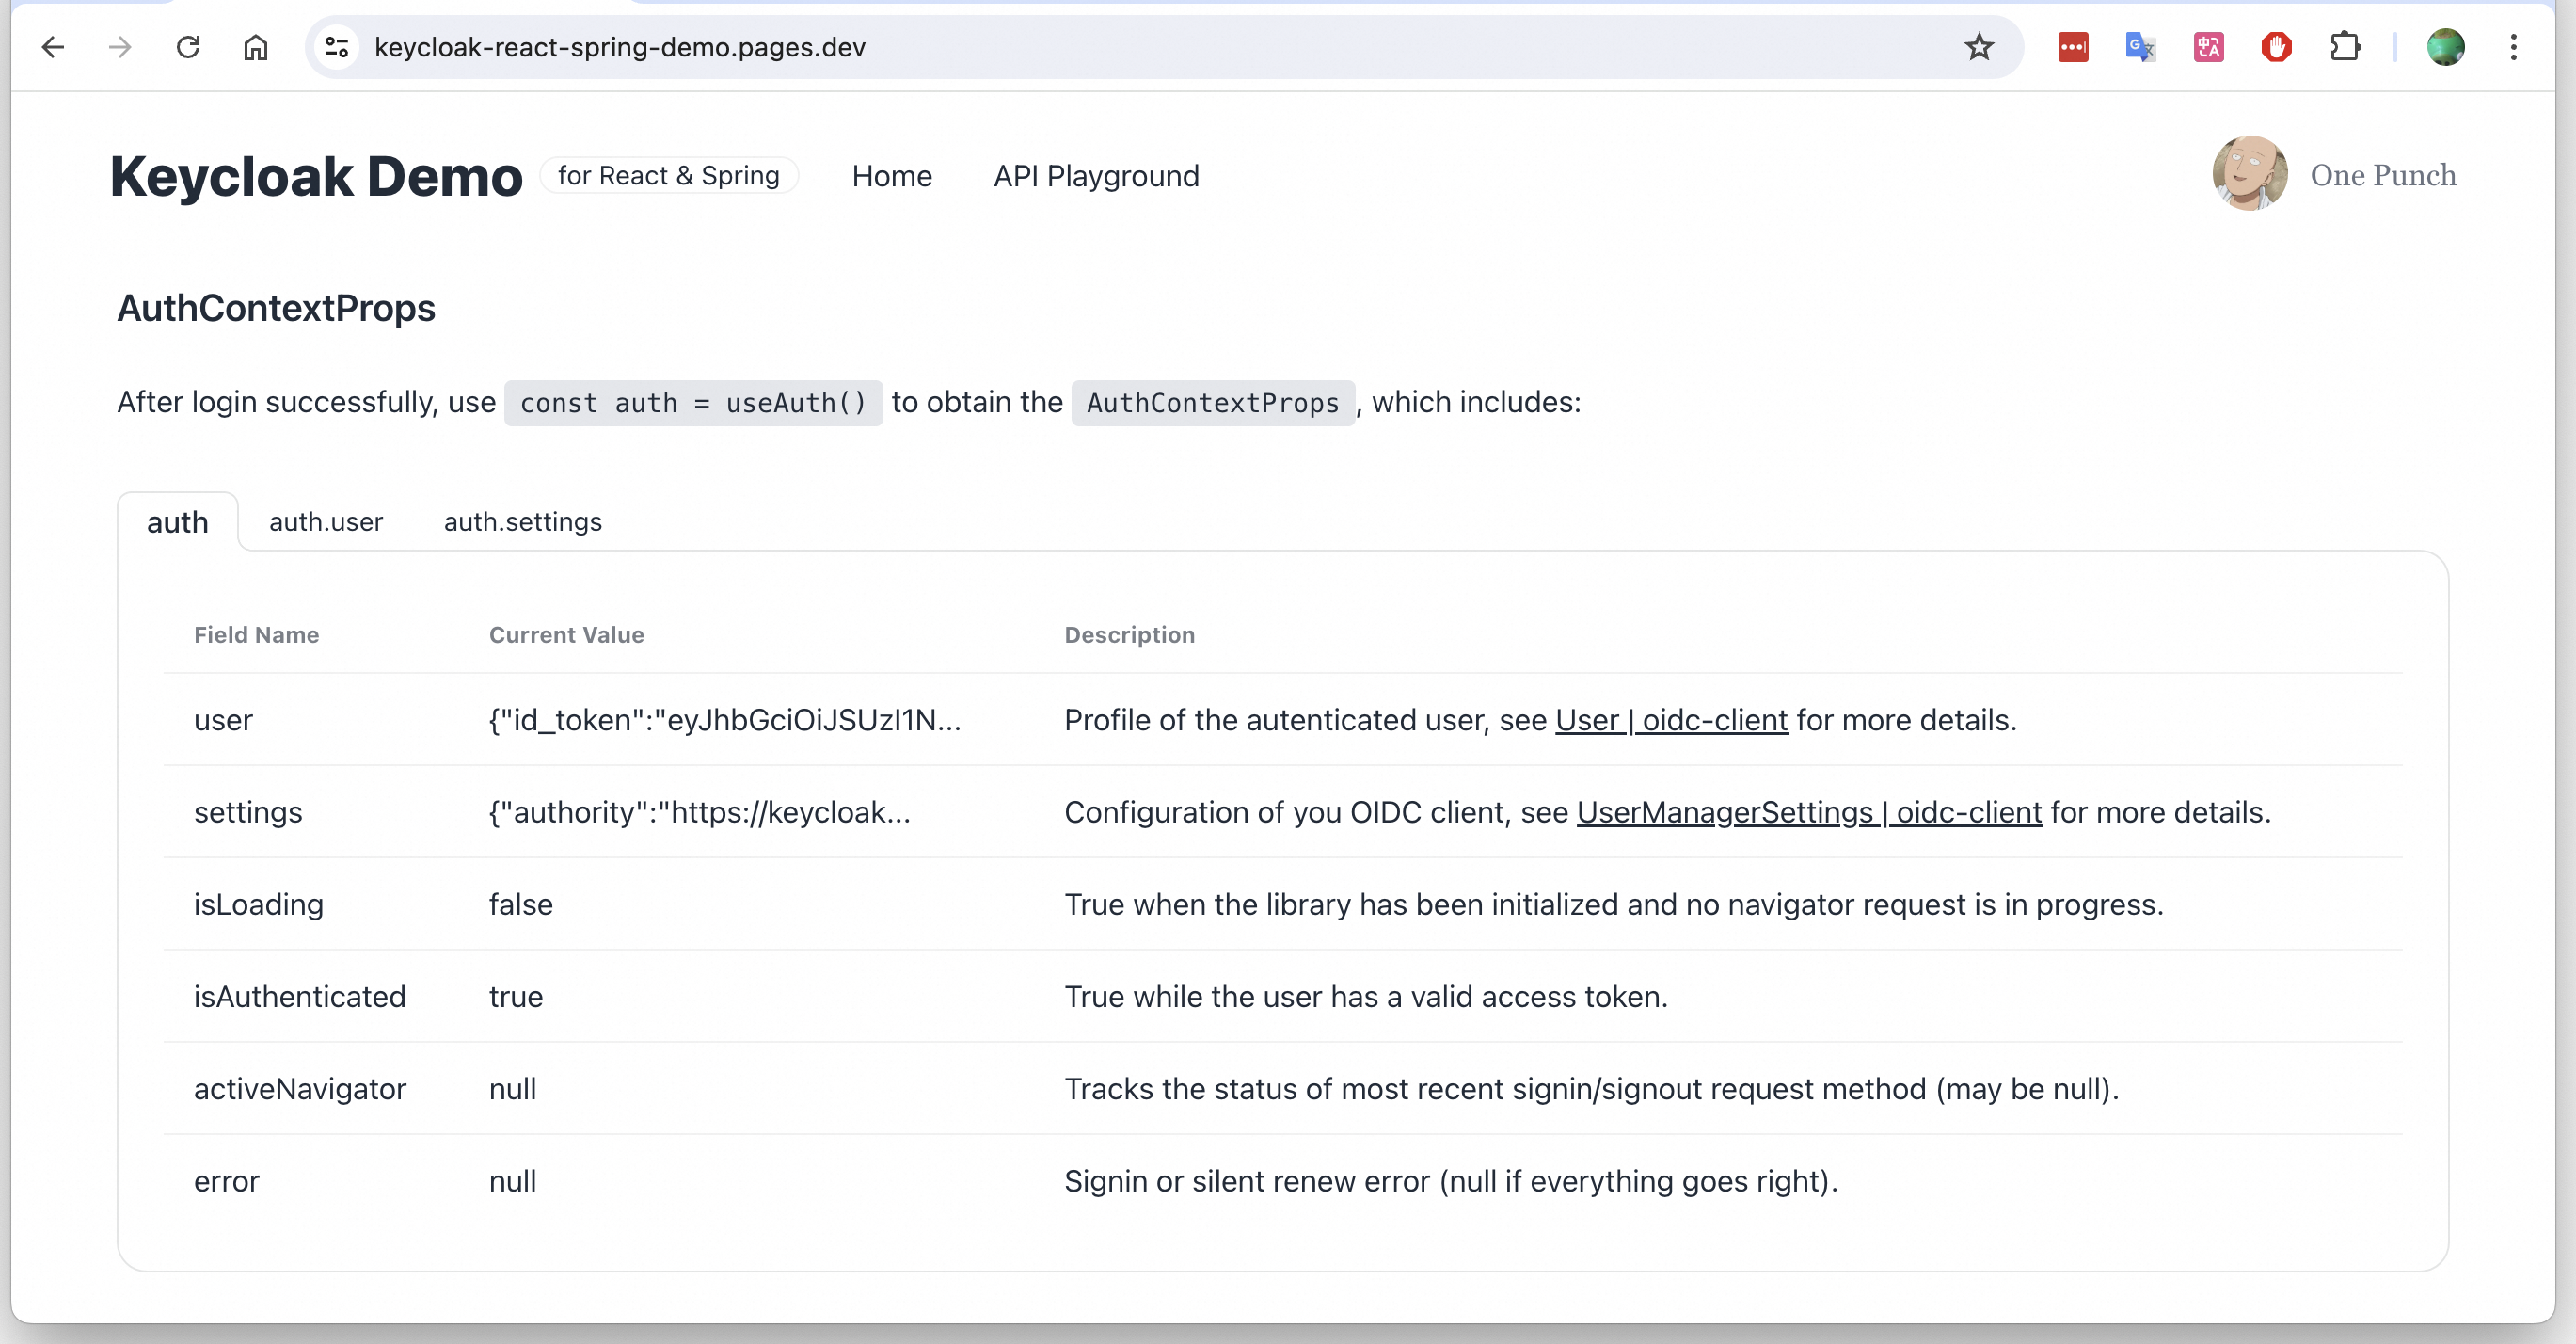 keycloak-react-spring-demo.pages.dev
Keycloak Demo for React & Spring Home API Playground One Punch
AuthContextProps
After login successfully, use const auth = useAuth() to obtain the AuthContextProps, which includes:
auth auth.user auth.settings
Field Name Current Value Description
user {"id_token":"eyJhbGciOiJSUzI1N... Profile of the autenticated user, see User | oidc-client for more details.
settings {"authority":"https://keycloak... Configuration of you OIDC client, see UserManagerSettings | oidc-client for more details.
isLoading false True when the library has been initialized and no navigator request is in progress.
isAuthenticated true True while the user has a valid access token.
activeNavigator null Tracks the status of most recent signin/signout request method (may be null).
error null Signin or silent renew error (null if everything goes right).